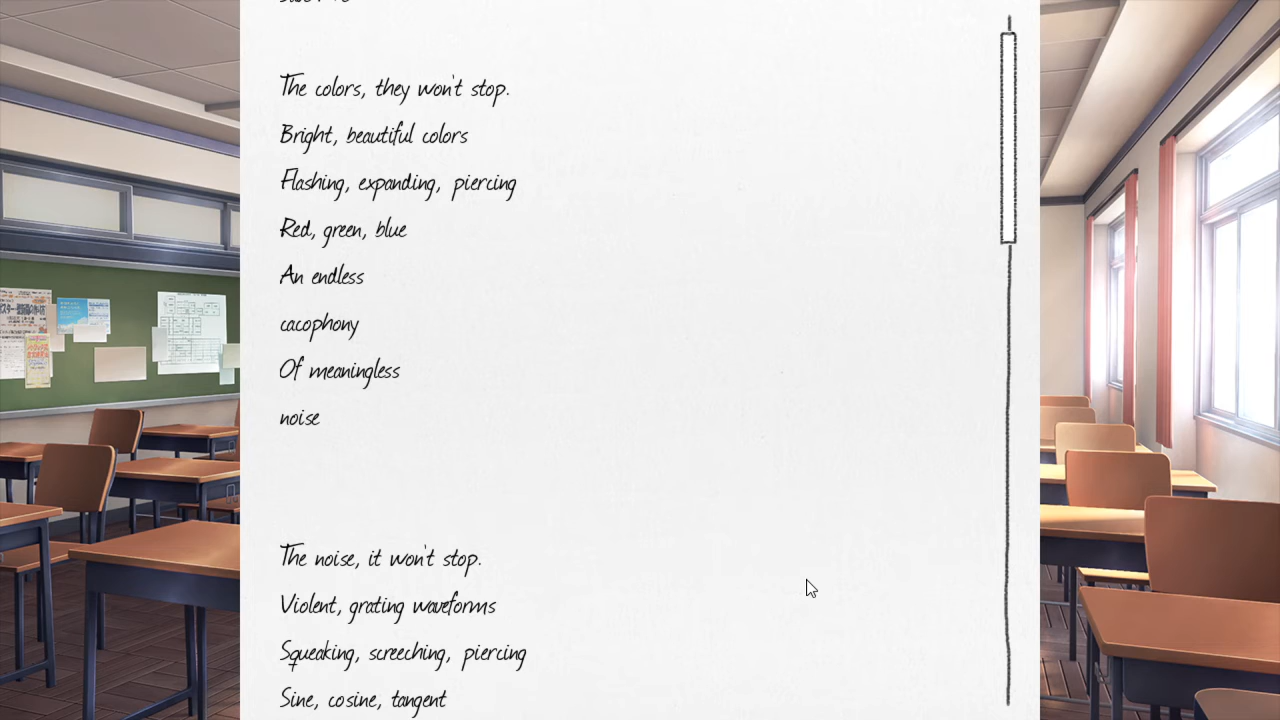 The colors, they won't stop.
Bright, beautiful colors
Flashing, expanding, piercing
Red, green, blue
An endless
cacophony
Of meaningless
noise
The noise, it won't stop.
Violent, grating waveforms
Squeaking, screeching, piercing
Sine, cosine, tangent